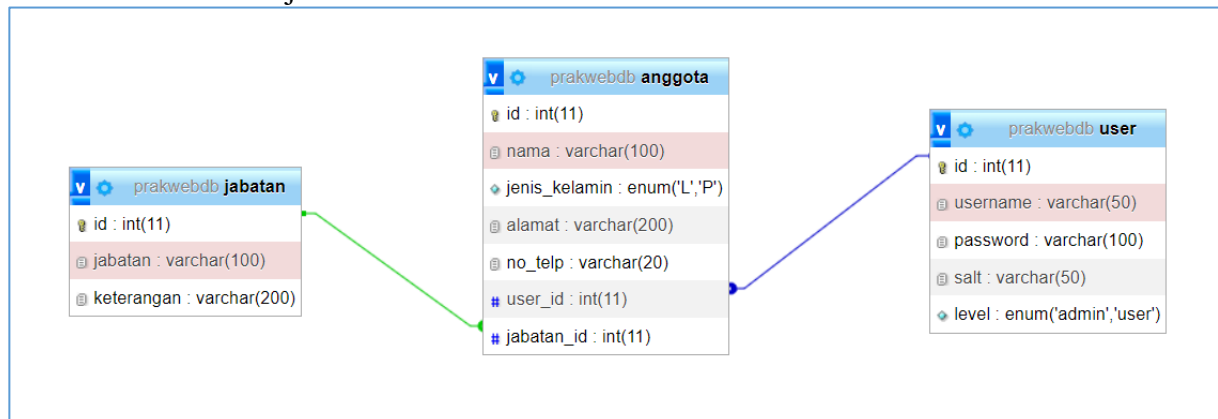 j
prakwebdb jabatan
id : int(11)
jabatan : varchar(100)
keterangan : varchar(200)
v prakwebdb anggota
id : int(11)
nama : varchar(100)
jenis_kelamin : enum('L','P')
alamat : varchar(200)
no_telp : varchar(20)
# user_id : int(11)
# jabatan_id : int(11)
v prakwebdb user
id : int(11)
username : varchar(50)
password : varchar(100)
salt : varchar(50)
level : enum('admin','user')